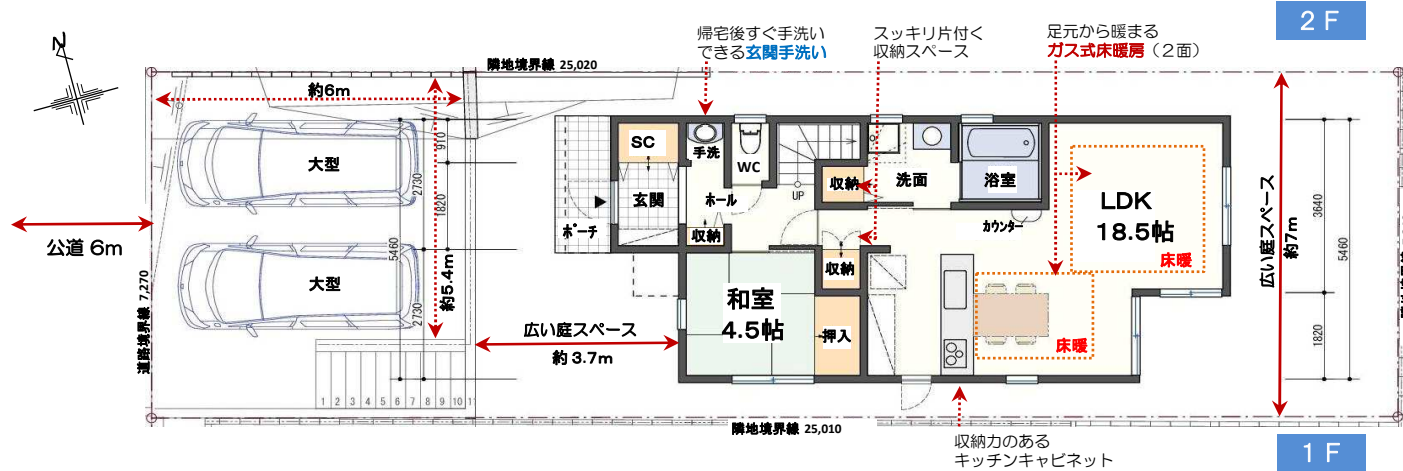 2 F
N
帰宅後すぐ手洗い
できる玄関手洗い
スッキリ片付く
収納スペース
足元から暖まる
ガス式床暖房（2面）
隣地境界線 25,020
約6m
大型
910
2730
1820
5460
公道 6m
大型
約5.4m
2730
道路境界線 7,270
1 2 3 4 5 6 7 8 9 10 11
広い庭スペース
約 3.7m
SC
手洗
WC
玄関
ホール
UP
収納
洗面
浴室
LDK
18.5帖
ポーチ
収納
カウンター
収納
床暖
和室
4.5帖
押入
床暖
広い庭スペース
約7m
3640
5460
1820
隣地境界線 25,010
収納力のある
キッチンキャビネット
1 F